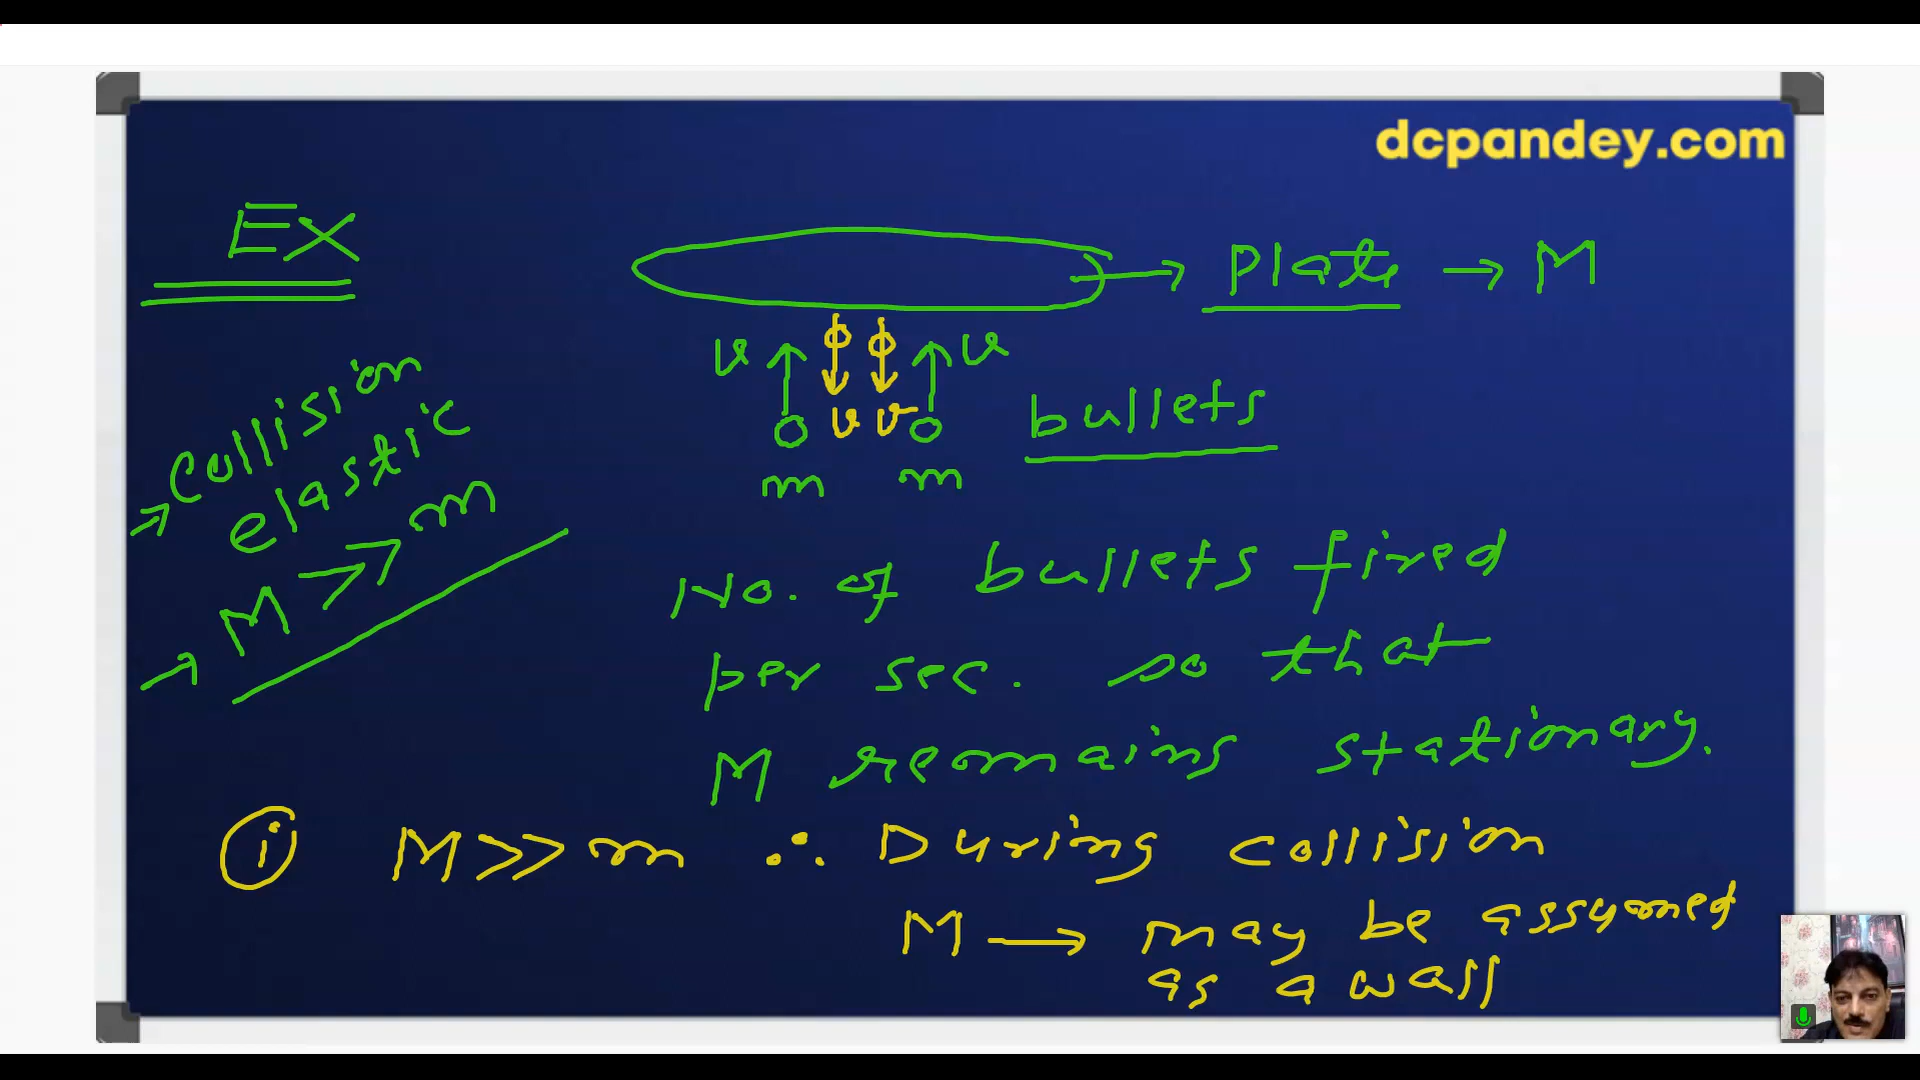 dcpandey.com
Ex
Plate → M
v v
v v
bullets
m m
→ collision
elastic
→ M >> m
No. of bullets fired
per sec. so that
M remains stationary.
(i) M >> m ∴ During collision
M → may be assumed
as a wall